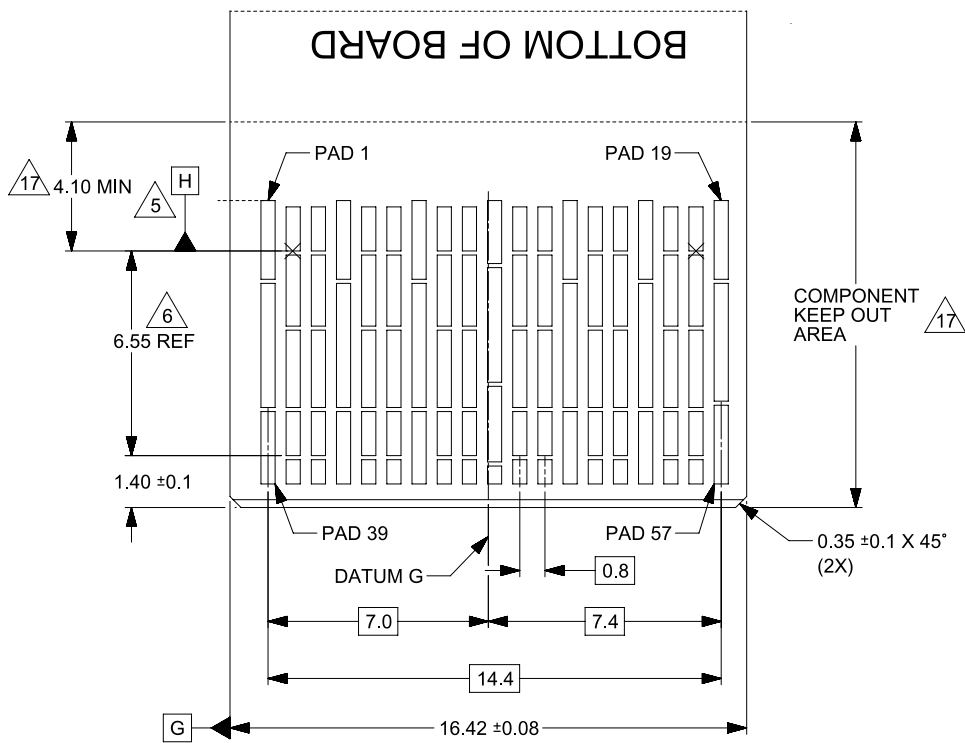 BOTTOM OF BOARD
PAD 1
PAD 19
17
4.10 MIN
5
H
6
6.55 REF
COMPONENT
KEEP OUT
AREA
17
1.40 ±0.1
PAD 39
PAD 57
0.35 ±0.1 X 45°
(2X)
DATUM G
0.8
7.0
7.4
14.4
G
16.42 ±0.08